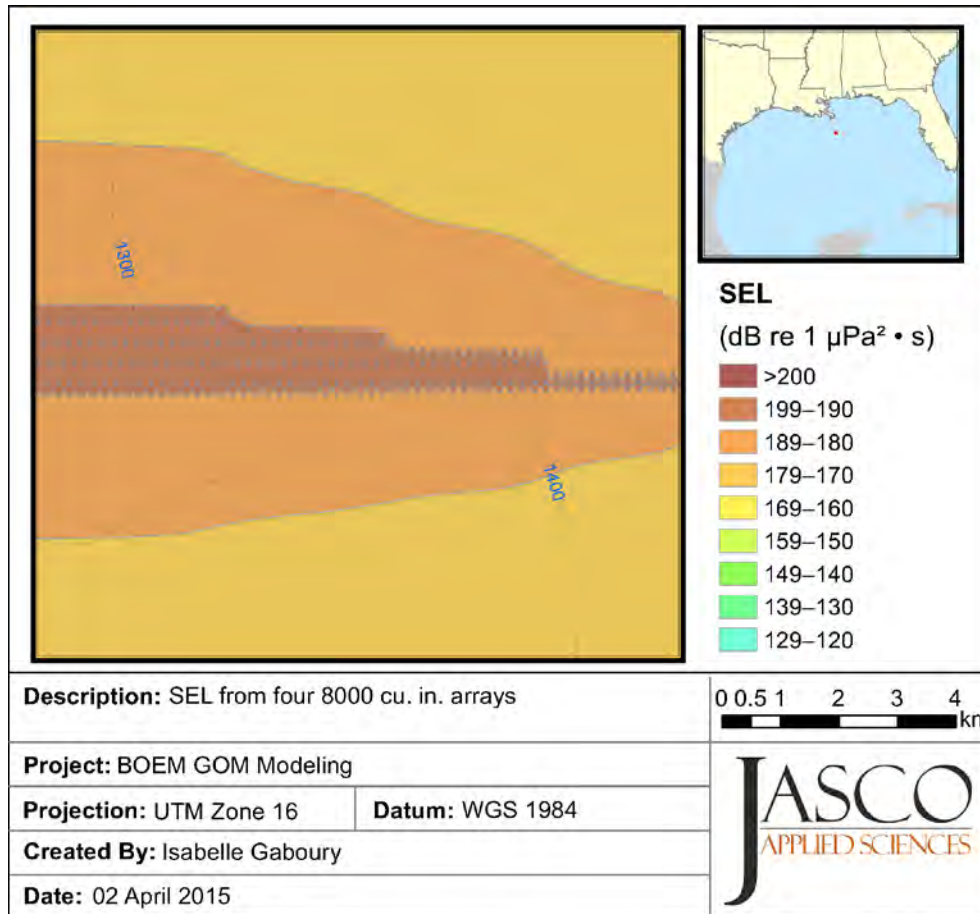 1300
1400
SEL
(dB re 1 µPa² • s)
>200
199–190
189–180
179–170
169–160
159–150
149–140
139–130
129–120
Description: SEL from four 8000 cu. in. arrays
0 0.5 1 2 3 4
km
Project: BOEM GOM Modeling
Projection: UTM Zone 16
Datum: WGS 1984
Created By: Isabelle Gaboury
Date: 02 April 2015
JASCO
APPLIED SCIENCES